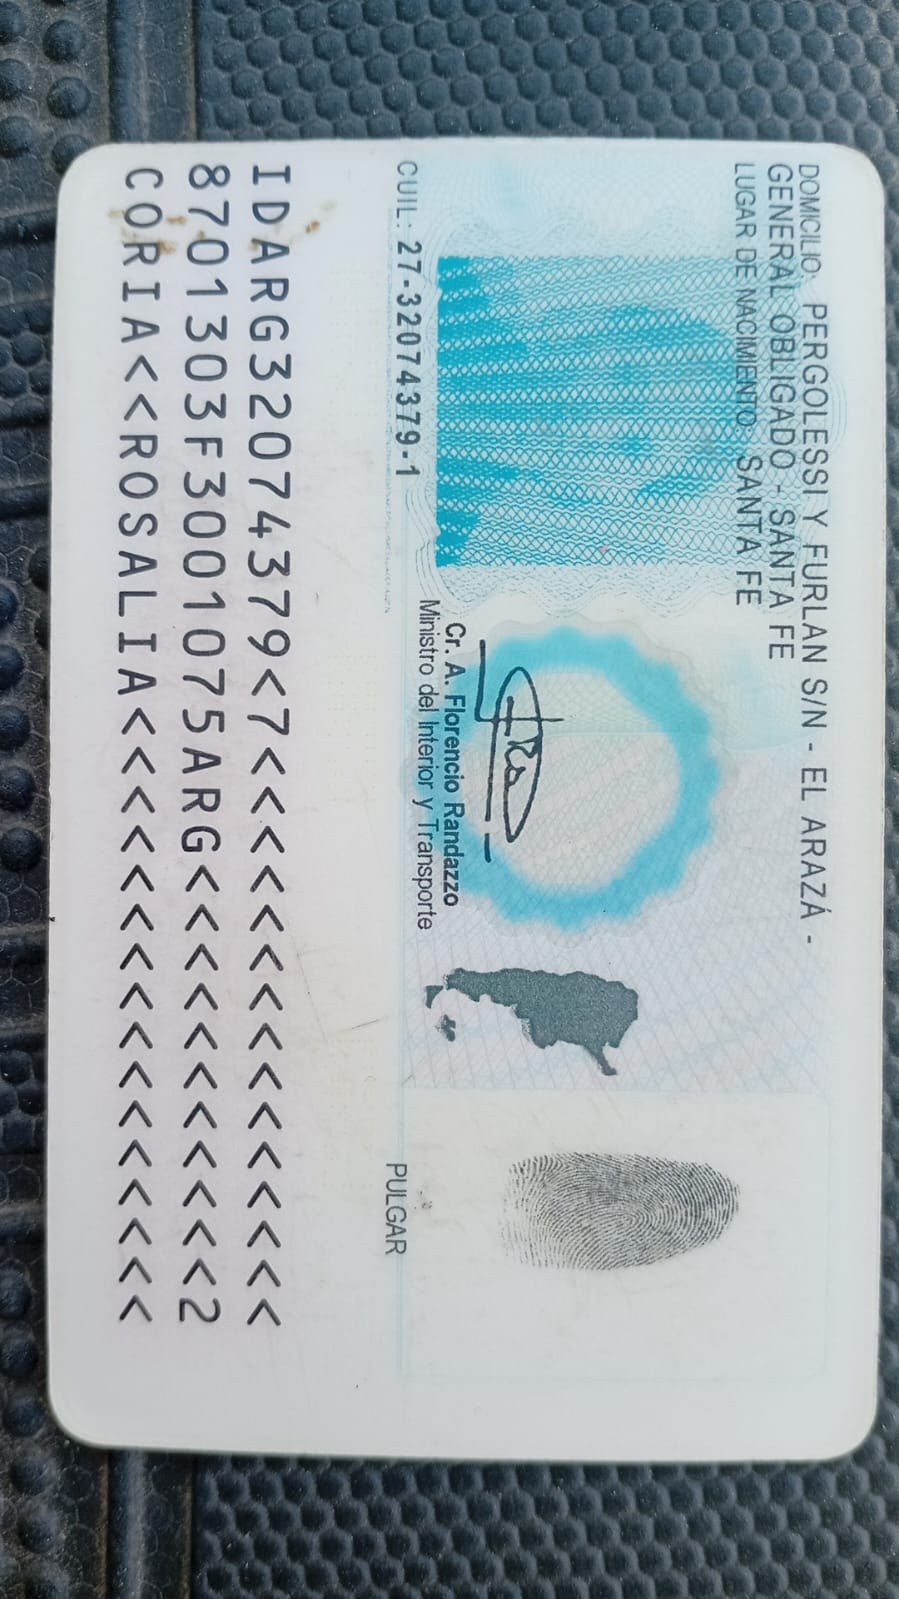 DOMICILIO: PERGOLESSI Y FURLAN S/N - EL ARAZÁ -
GENERAL OBLIGADO - SANTA FE
LUGAR DE NACIMIENTO: SANTA FE
Cr. A. Florencio Randazzo
Ministro del Interior y Transporte
CUIL: 27-32074379-1
PULGAR
IDARG32074379<7<<<<<<<<<<<<<<<
8701303F3001075ARG<<<<<<<<<<<2
CORIA<<ROSALIA<<<<<<<<<<<<<<<<